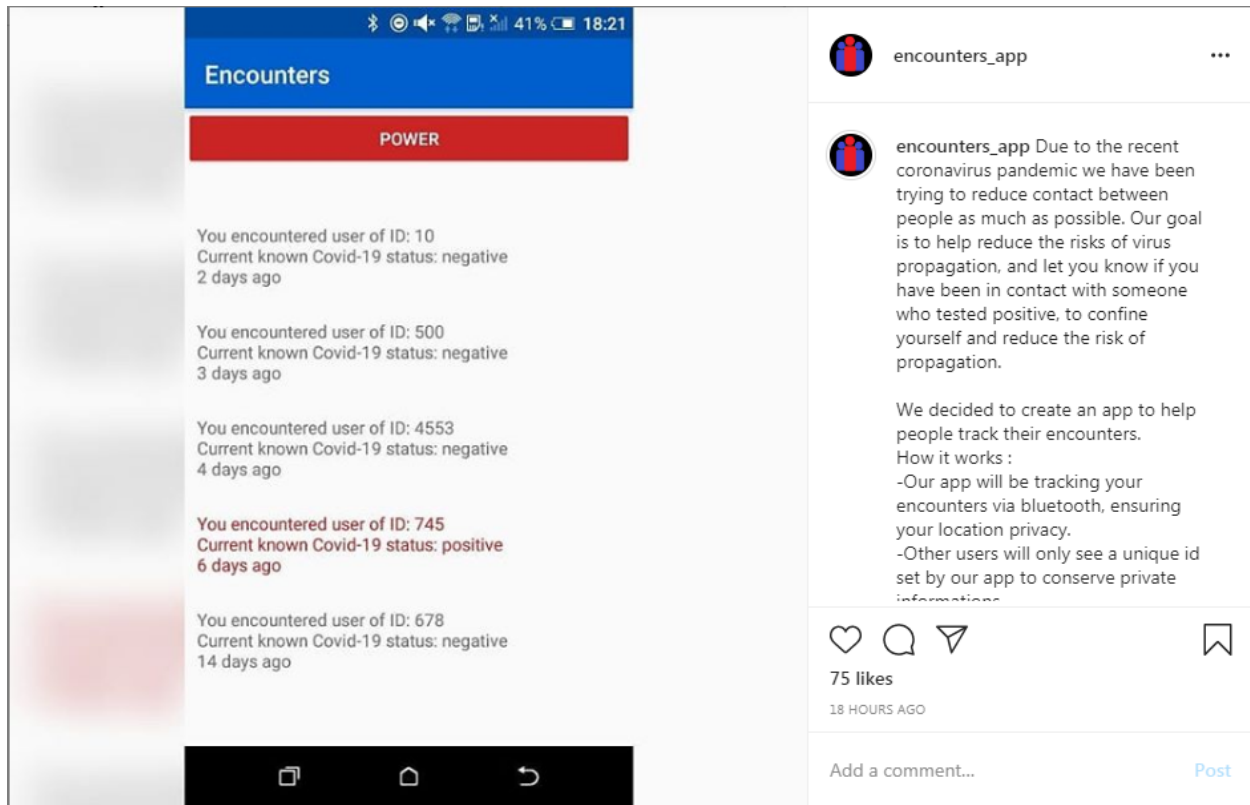 41% 18:21
Encounters
POWER
You encountered user of ID: 10
Current known Covid-19 status: negative
2 days ago
You encountered user of ID: 500
Current known Covid-19 status: negative
3 days ago
You encountered user of ID: 4553
Current known Covid-19 status: negative
4 days ago
You encountered user of ID: 745
Current known Covid-19 status: positive
6 days ago
You encountered user of ID: 678
Current known Covid-19 status: negative
14 days ago
encounters_app
encounters_app Due to the recent
coronavirus pandemic we have been
trying to reduce contact between
people as much as possible. Our goal
is to help reduce the risks of virus
propagation, and let you know if you
have been in contact with someone
who tested positive, to confine
yourself and reduce the risk of
propagation.
We decided to create an app to help
people track their encounters.
How it works :
-Our app will be tracking your
encounters via bluetooth, ensuring
your location privacy.
-Other users will only see a unique id
set by our app to conserve private
informations
75 likes
18 HOURS AGO
Add a comment... Post